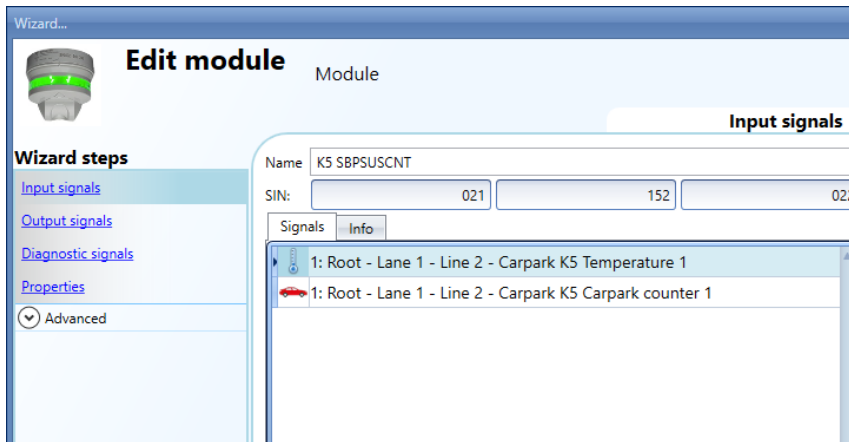 Wizard...
Edit module
Module
Input signals
Wizard steps
Input signals
Output signals
Diagnostic signals
Properties
Advanced
Name K5 SBPSUSCNT
SIN: 021 152 022
Signals Info
1: Root - Lane 1 - Line 2 - Carpark K5 Temperature 1
1: Root - Lane 1 - Line 2 - Carpark K5 Carpark counter 1